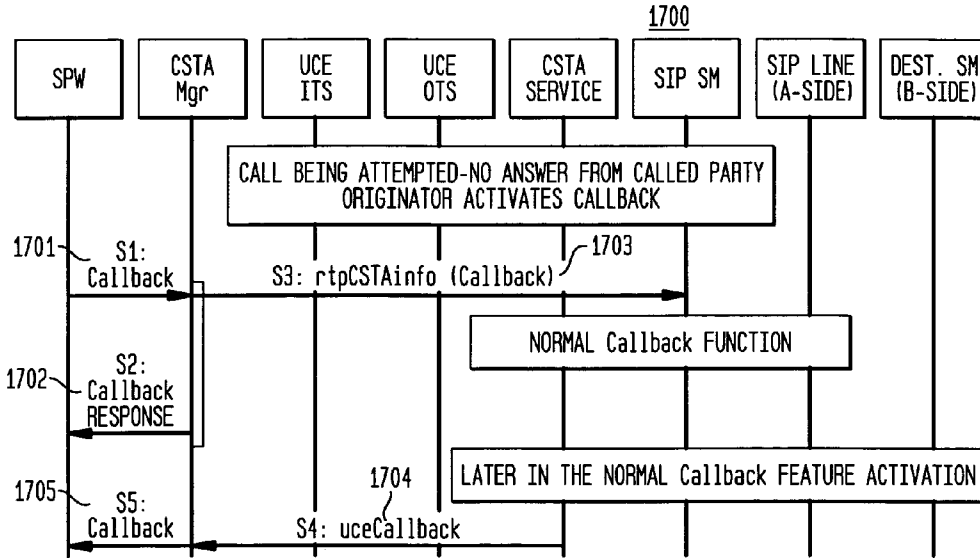 1700
SPW
CSTA
Mgr
UCE
ITS
UCE
OTS
CSTA
SERVICE
SIP SM
SIP LINE
(A-SIDE)
DEST. SM
(B-SIDE)
CALL BEING ATTEMPTED-NO ANSWER FROM CALLED PARTY
ORIGINATOR ACTIVATES CALLBACK
1701
S1:
Callback
1703
S3: rtpCSTAinfo (Callback)
NORMAL Callback FUNCTION
1702
S2:
Callback
RESPONSE
LATER IN THE NORMAL Callback FEATURE ACTIVATION
1705
S5:
Callback
1704
S4: uceCallback